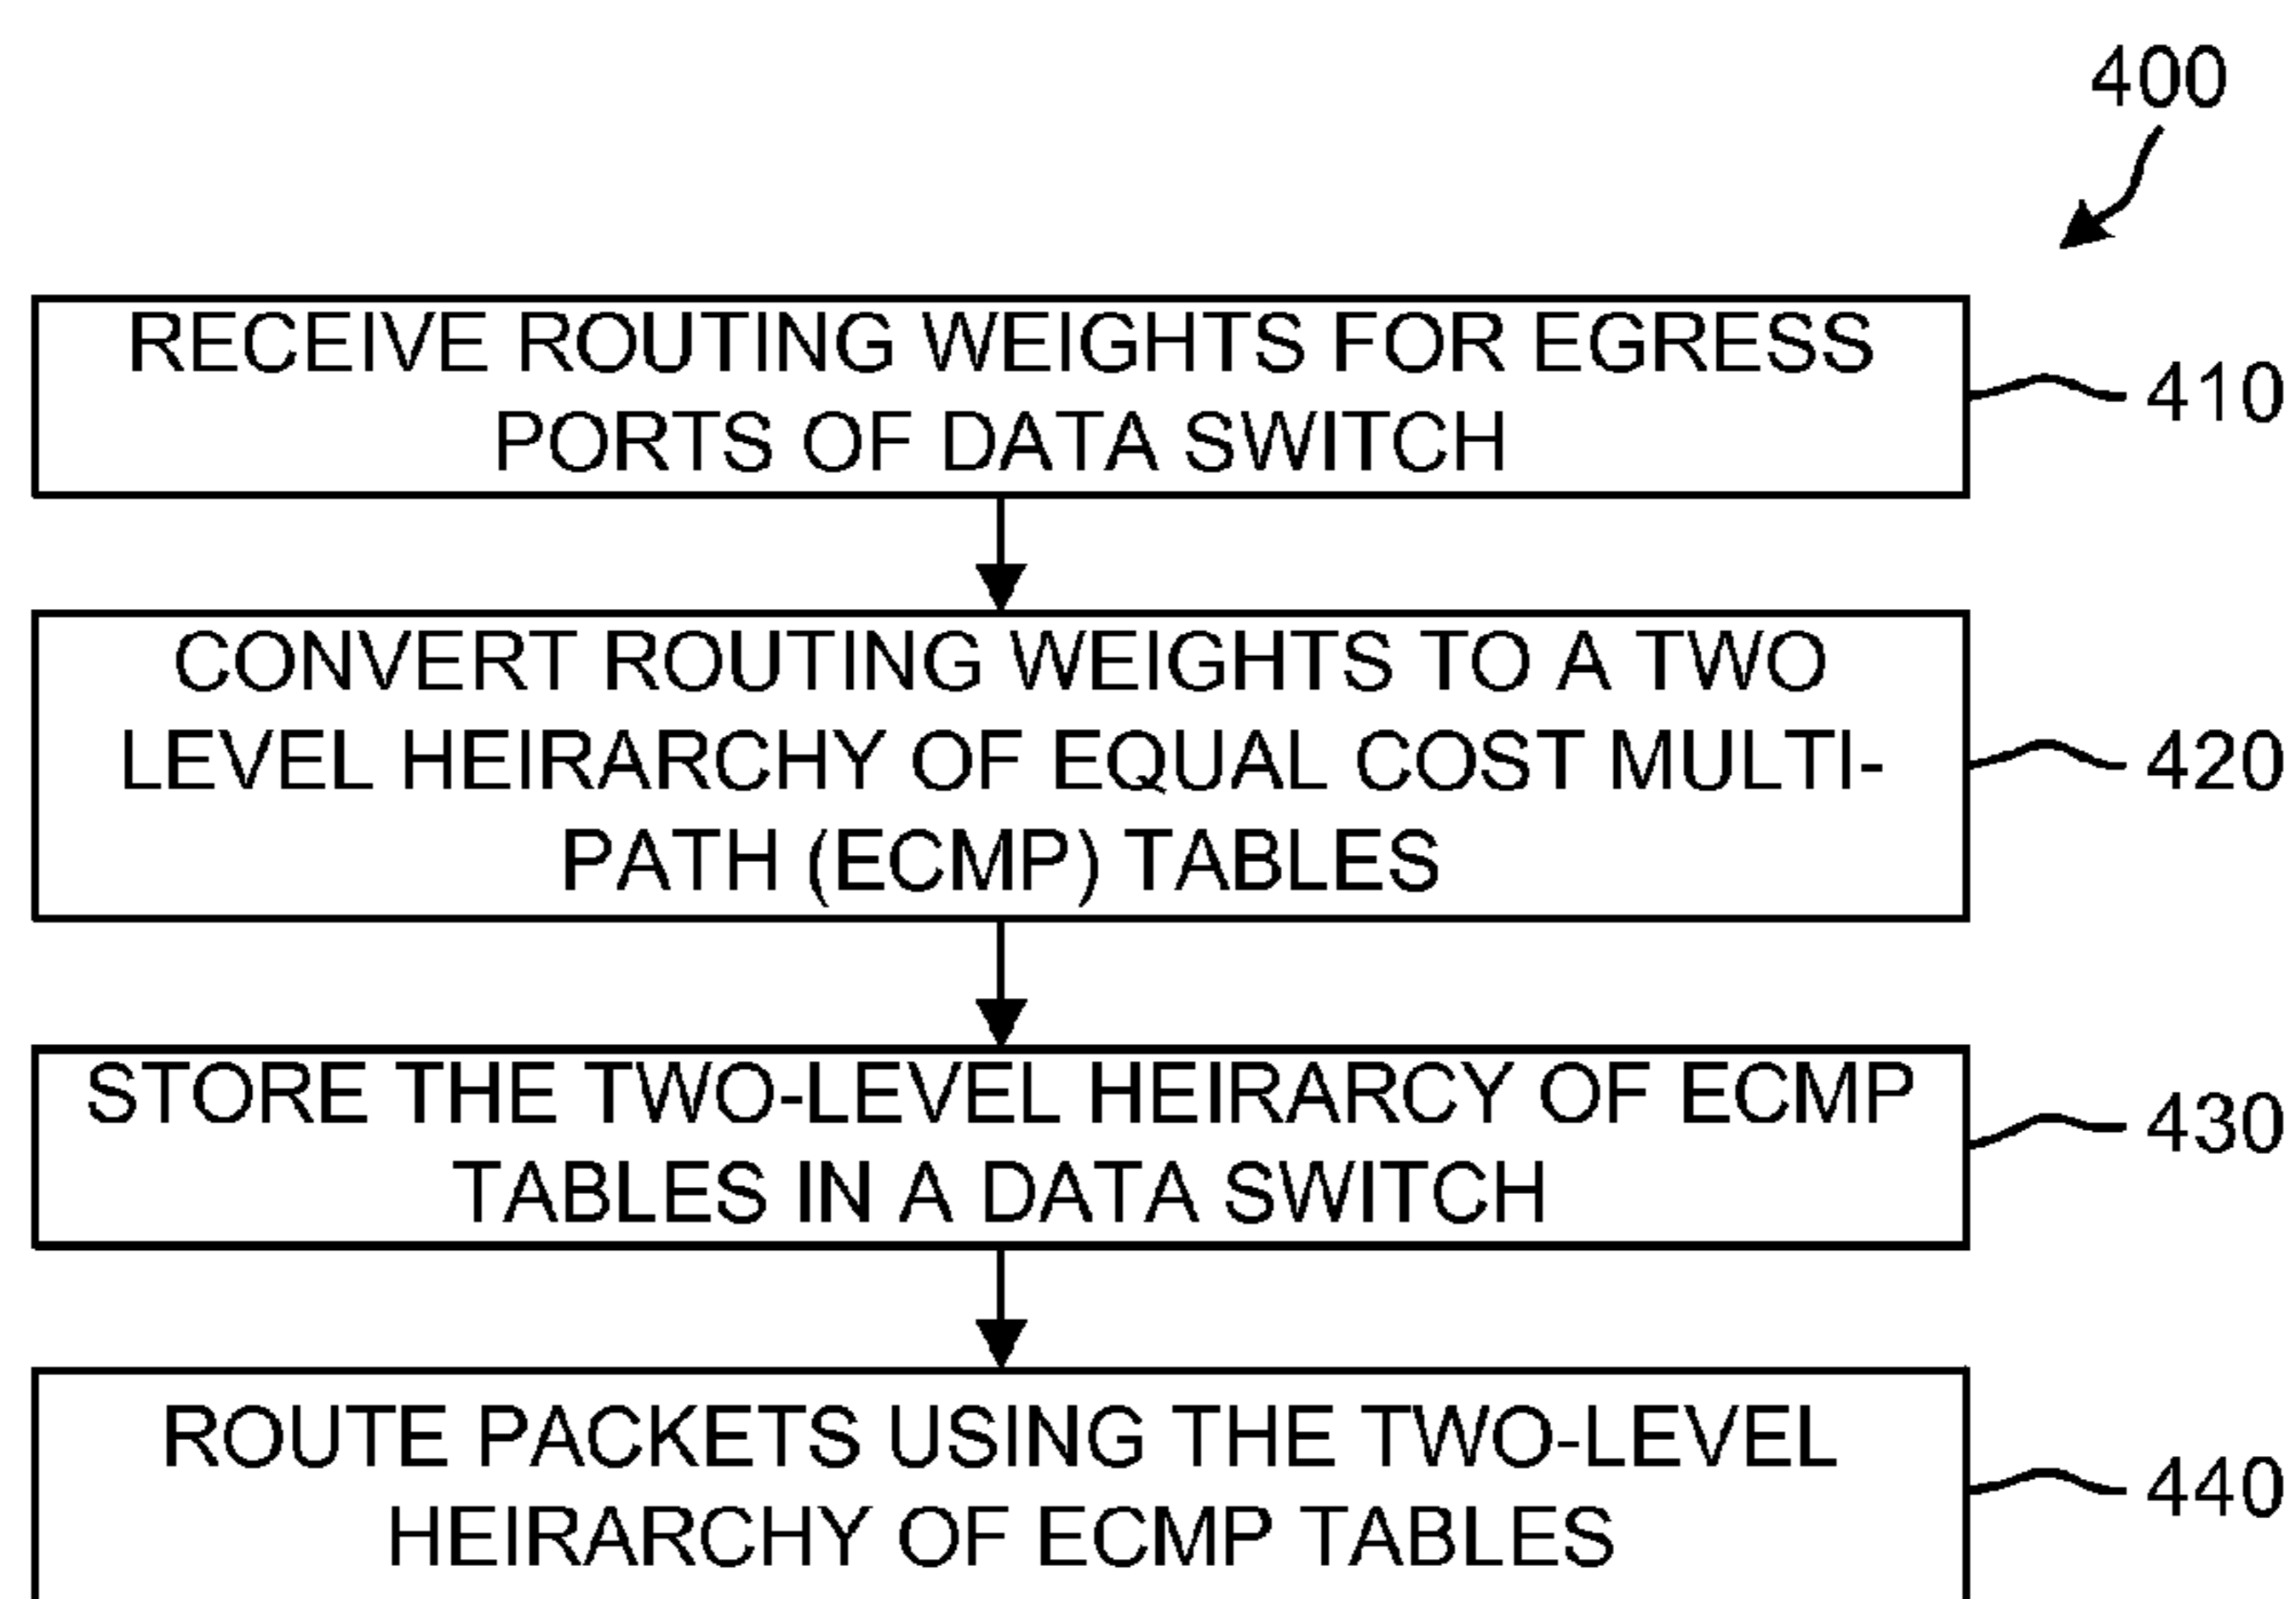 400
RECEIVE ROUTING WEIGHTS FOR EGRESS
PORTS OF DATA SWITCH
410
CONVERT ROUTING WEIGHTS TO A TWO
LEVEL HEIRARCHY OF EQUAL COST MULTI-
PATH (ECMP) TABLES
420
STORE THE TWO-LEVEL HEIRARCY OF ECMP
TABLES IN A DATA SWITCH
430
ROUTE PACKETS USING THE TWO-LEVEL
HEIRARCHY OF ECMP TABLES
440